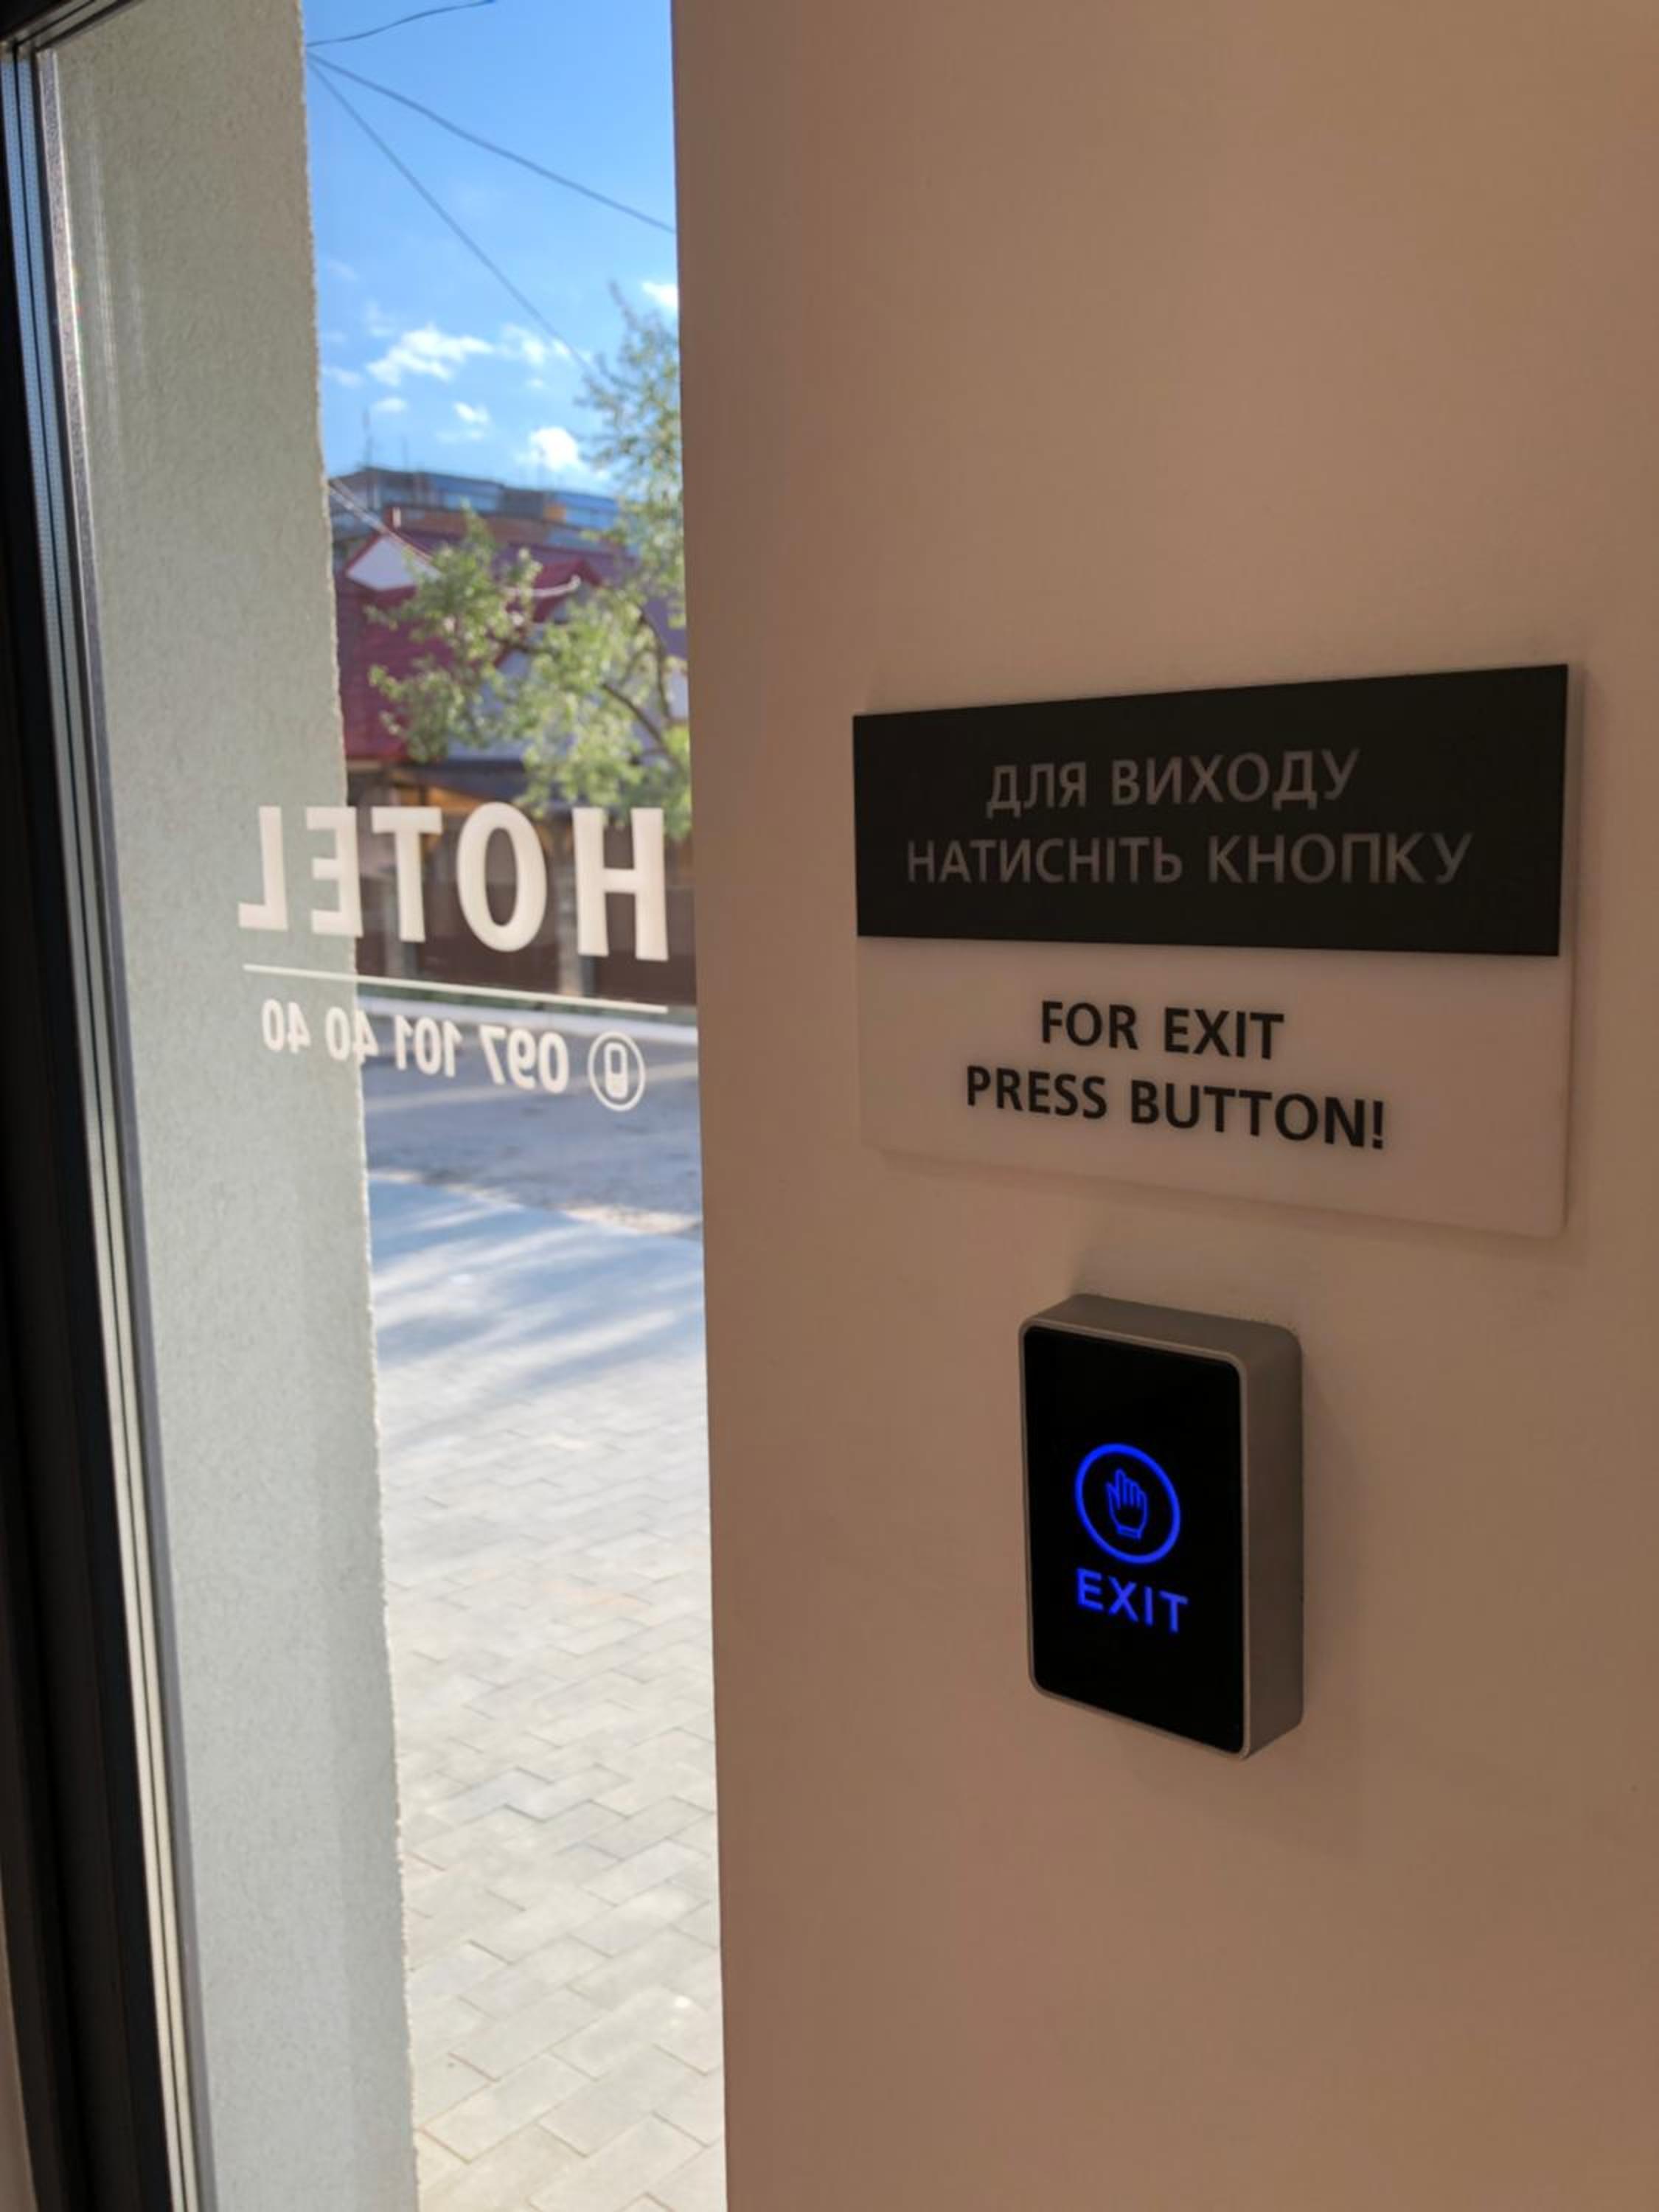 HOTEL
097 101 40 40
ДЛЯ ВИХОДУ
НАТИСНІТЬ КНОПКУ
FOR EXIT
PRESS BUTTON!
EXIT